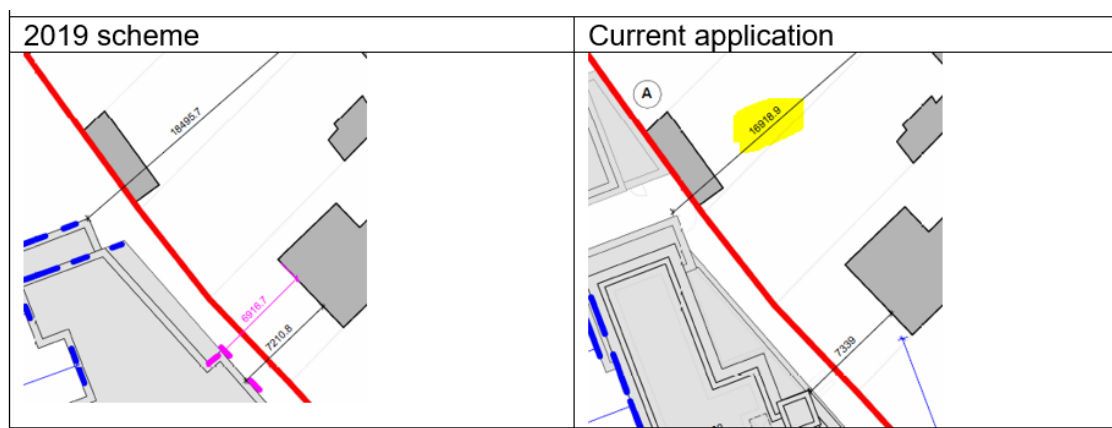 2019 scheme
Current application
18495.7
6916.7
7210.8
A
16918.9
7339